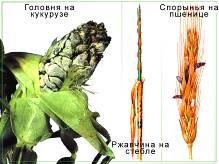 Головня на
кукурузе
Спорынья на
пшенице
Ржавчина на
стебле